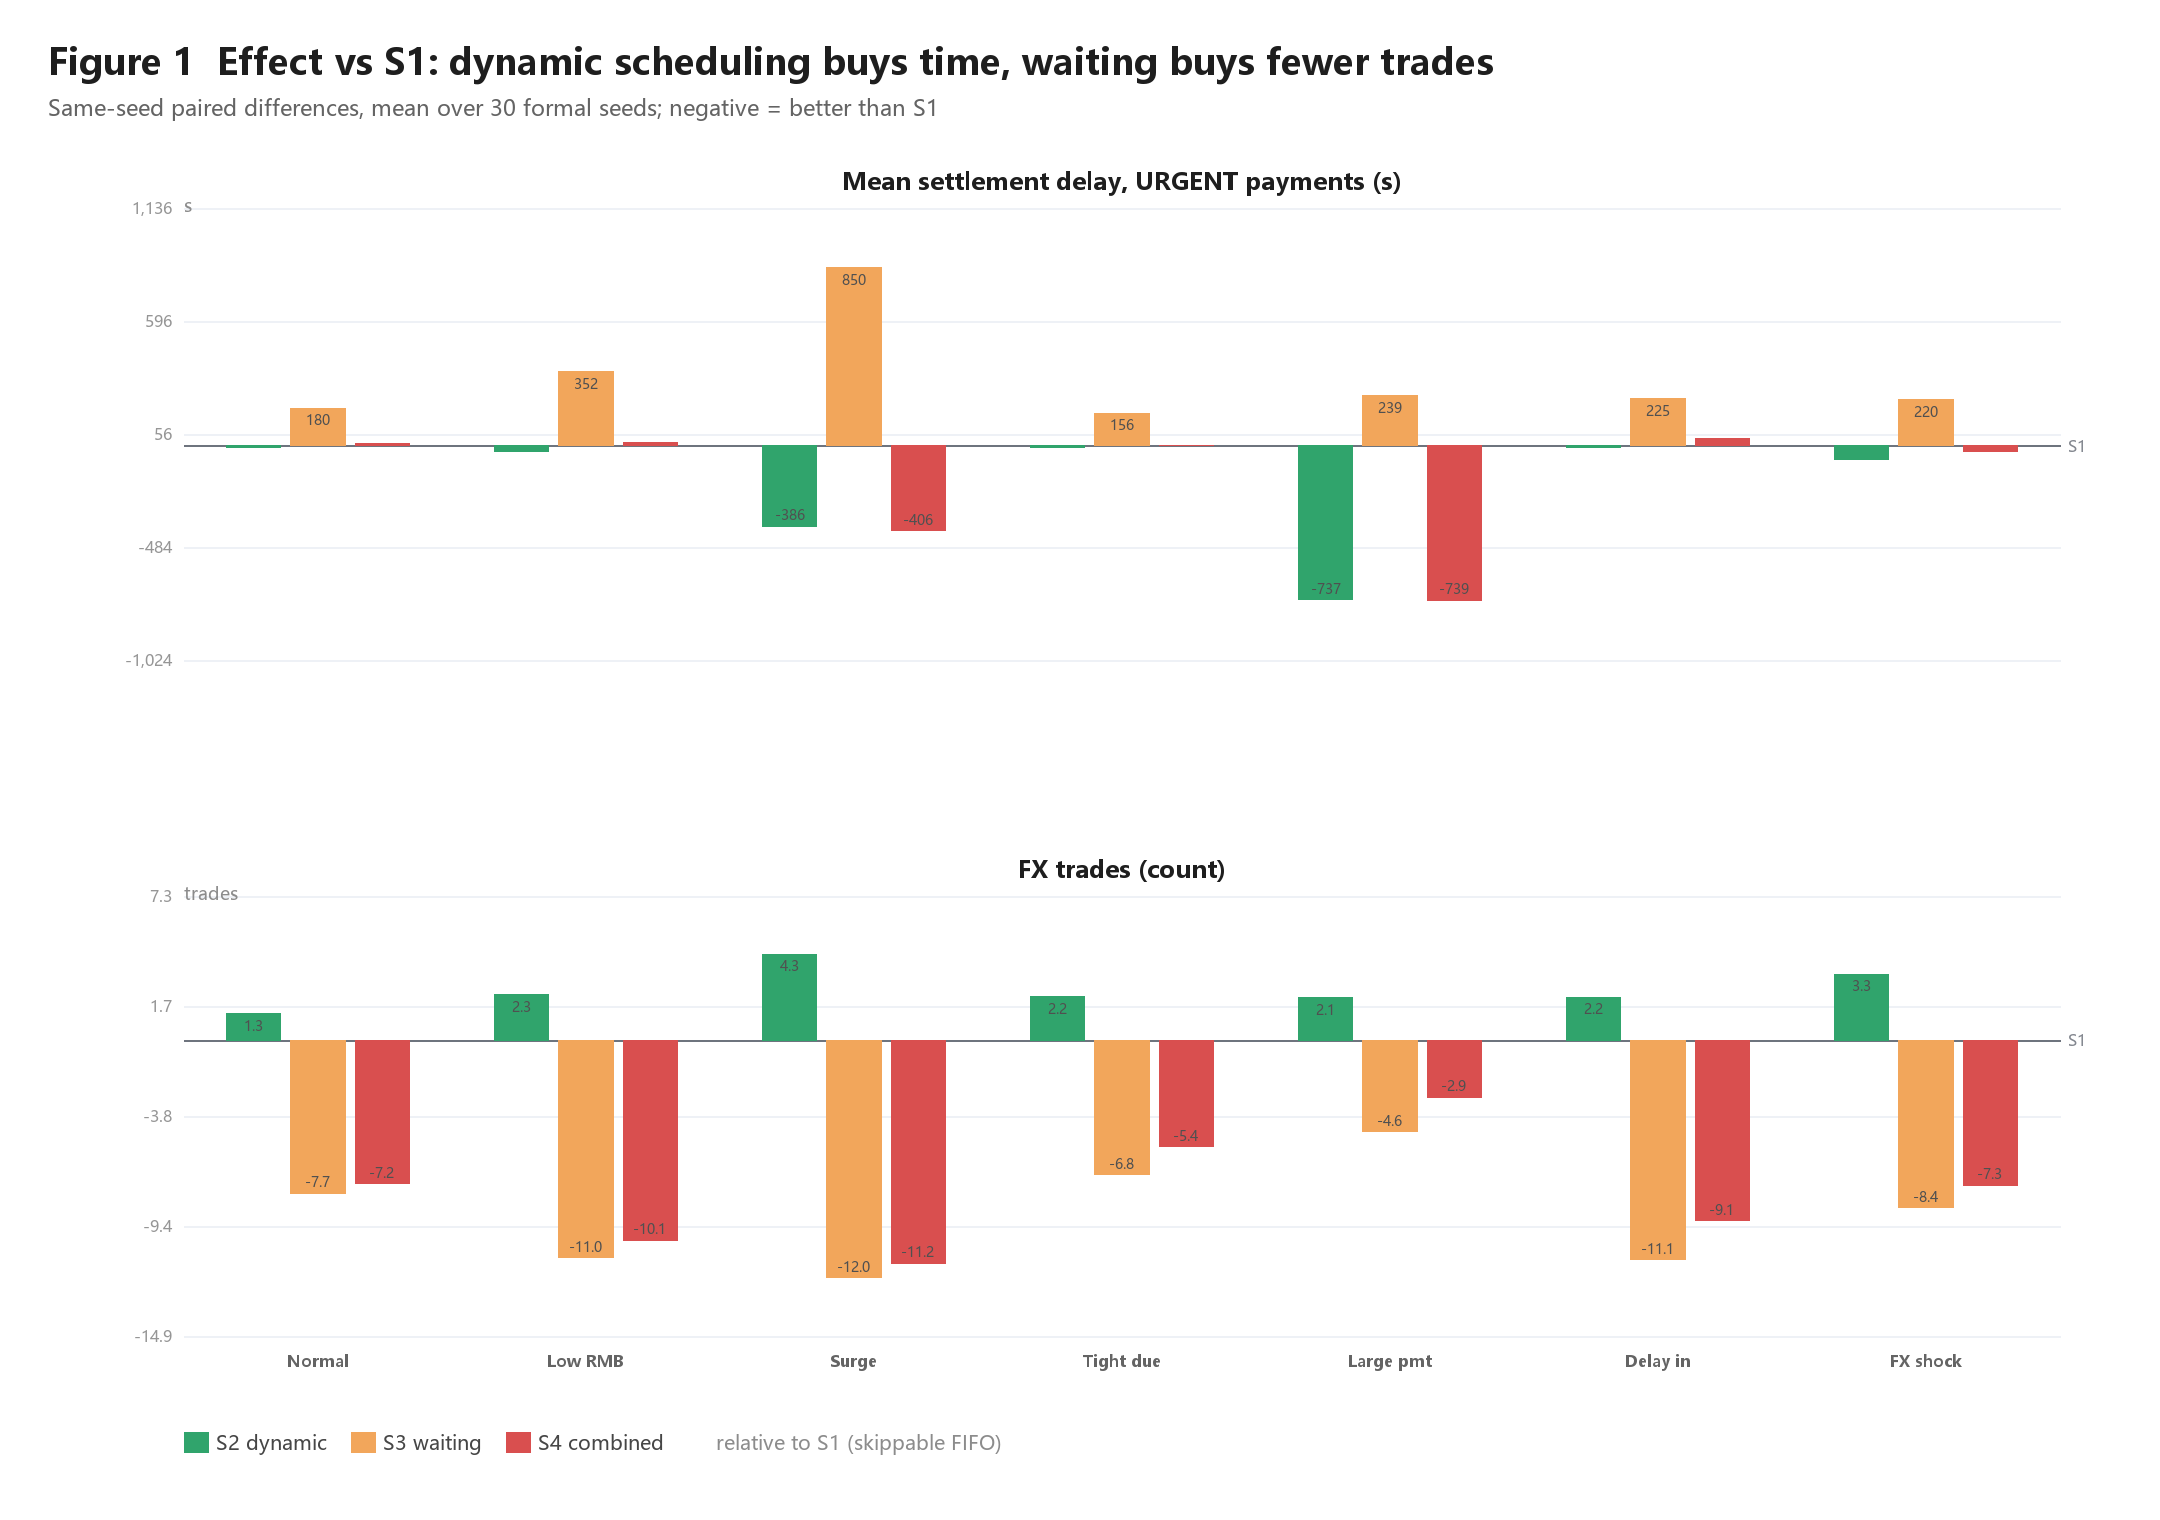 Figure 1  Effect vs S1: dynamic scheduling buys time, waiting buys fewer trades
Same-seed paired differences, mean over 30 formal seeds; negative = better than S1
Mean settlement delay, URGENT payments (s)
1,136 s
850
596
352
180 156 239 225 220
56
S1
-386 -406
-484
-737 -739
-1,024
FX trades (count)
7.3 trades
1.3 2.3 4.3 2.2 2.1 2.2 3.3
1.7
S1
-3.8
-7.7 -7.2 -11.0 -10.1 -12.0 -11.2 -6.8 -5.4 -4.6 -2.9 -11.1 -9.1 -8.4 -7.3
-9.4
-14.9
Normal Low RMB Surge Tight due Large pmt Delay in FX shock
S2 dynamic S3 waiting S4 combined relative to S1 (skippable FIFO)